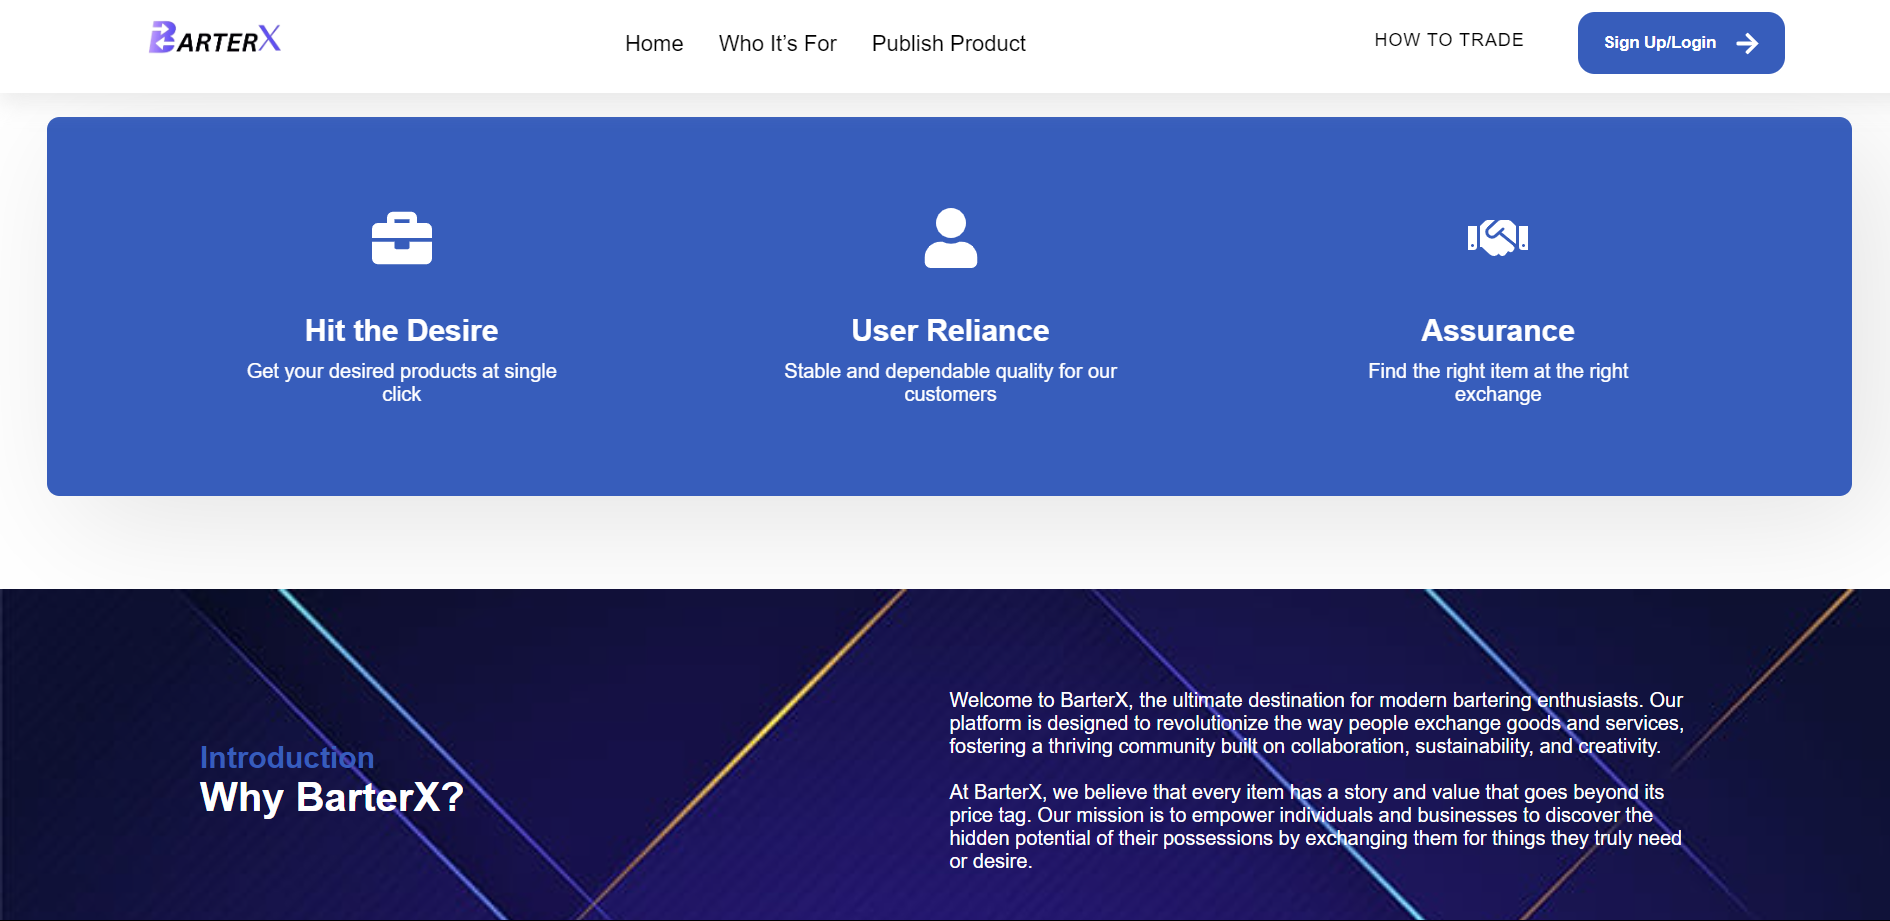 BARTERX
Home Who It’s For Publish Product
HOW TO TRADE
Sign Up/Login
Hit the Desire
Get your desired products at single
click
User Reliance
Stable and dependable quality for our
customers
Assurance
Find the right item at the right
exchange
Introduction
Why BarterX?
Welcome to BarterX, the ultimate destination for modern bartering enthusiasts. Our
platform is designed to revolutionize the way people exchange goods and services,
fostering a thriving community built on collaboration, sustainability, and creativity.
At BarterX, we believe that every item has a story and value that goes beyond its
price tag. Our mission is to empower individuals and businesses to discover the
hidden potential of their possessions by exchanging them for things they truly need
or desire.